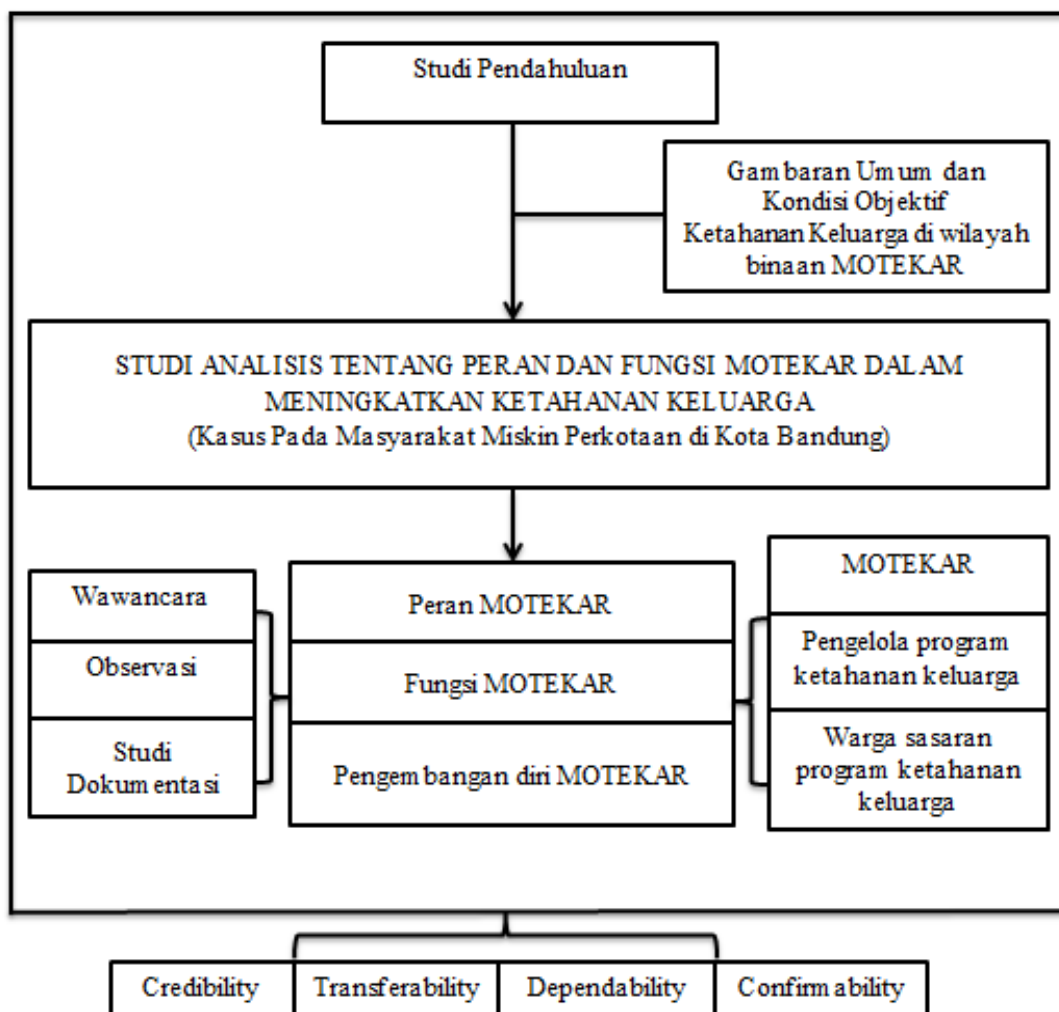 Studi Pendahuluan
Gambaran Umum dan
Kondisi Objektif
Ketahanan Keluarga di wilayah
binaan MOTEKAR
STUDI ANALISIS TENTANG PERAN DAN FUNGSI MOTEKAR DALAM
MENINGKATKAN KETAHANAN KELUARGA
(Kasus Pada Masyarakat Miskin Perkotaan di Kota Bandung)
Wawancara
Observasi
Studi
Dokumentasi
Peran MOTEKAR
Fungsi MOTEKAR
Pengembangan diri MOTEKAR
MOTEKAR
Pengelola program
ketahanan keluarga
Warga sasaran
program ketahanan
keluarga
Credibility
Transferability
Dependability
Confirmability